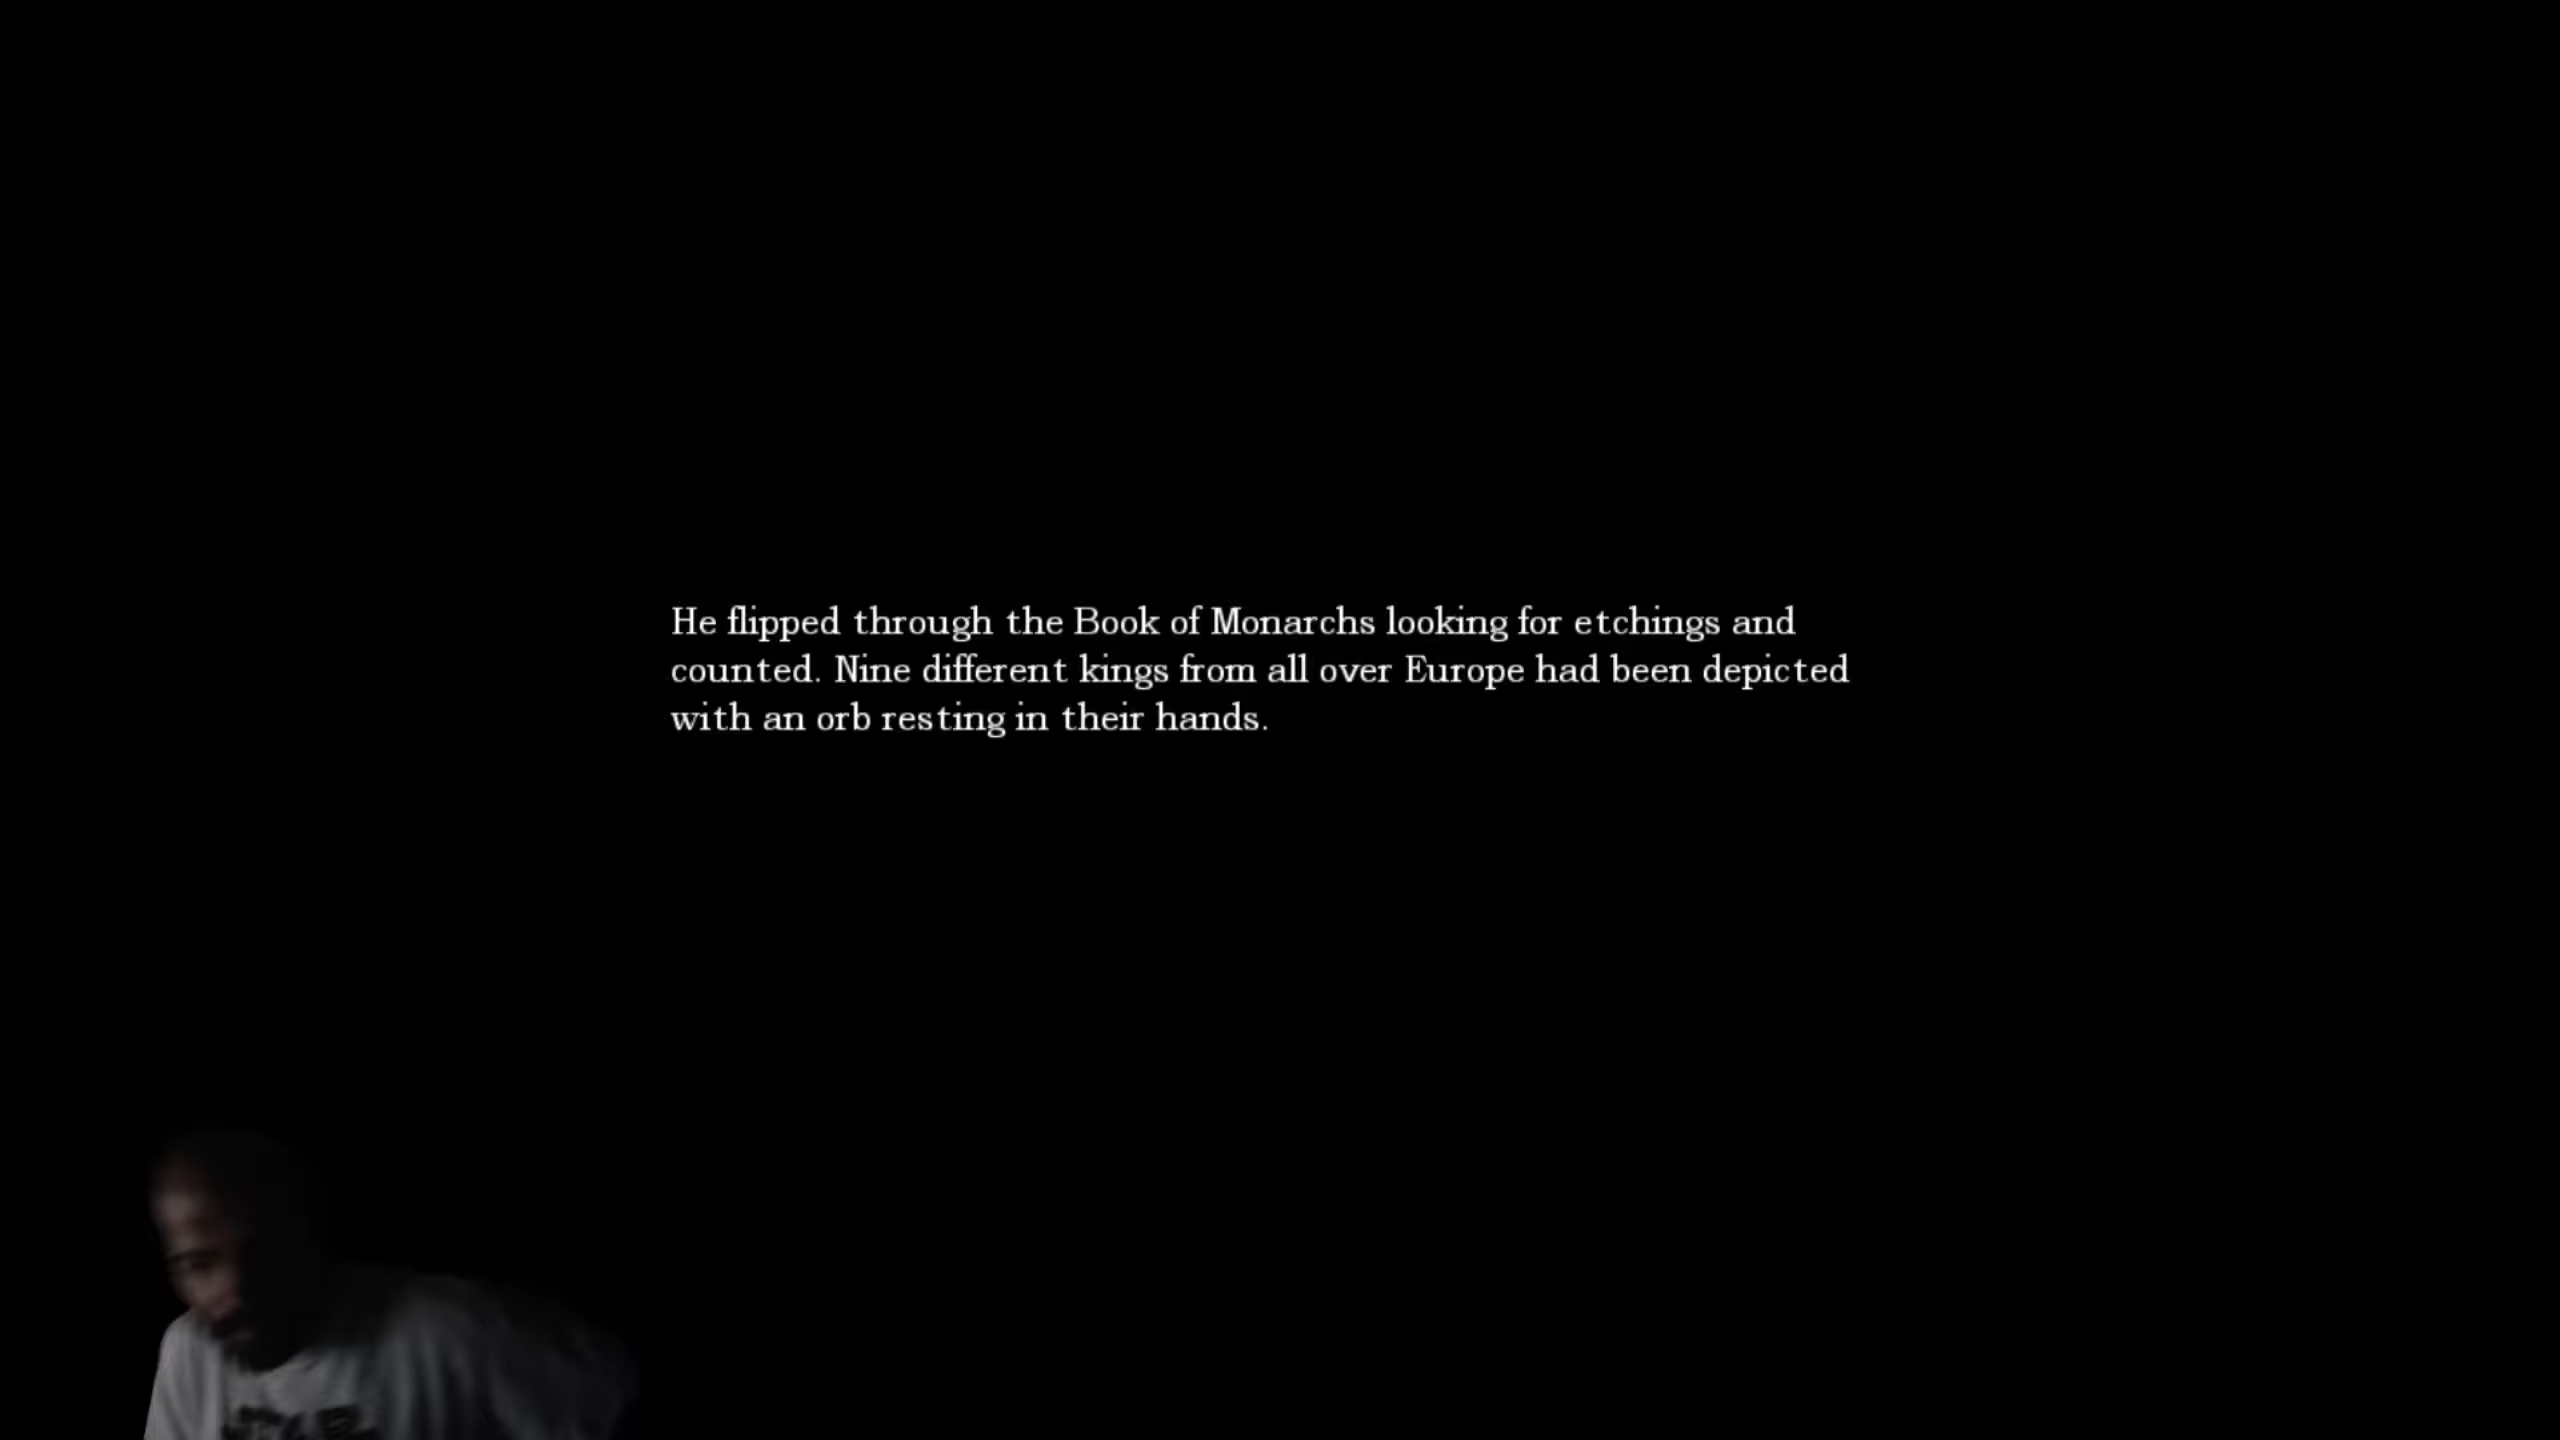 He flipped through the Book of Monarchs looking for etchings and
counted. Nine different kings from all over Europe had been depicted
with an orb resting in their hands.